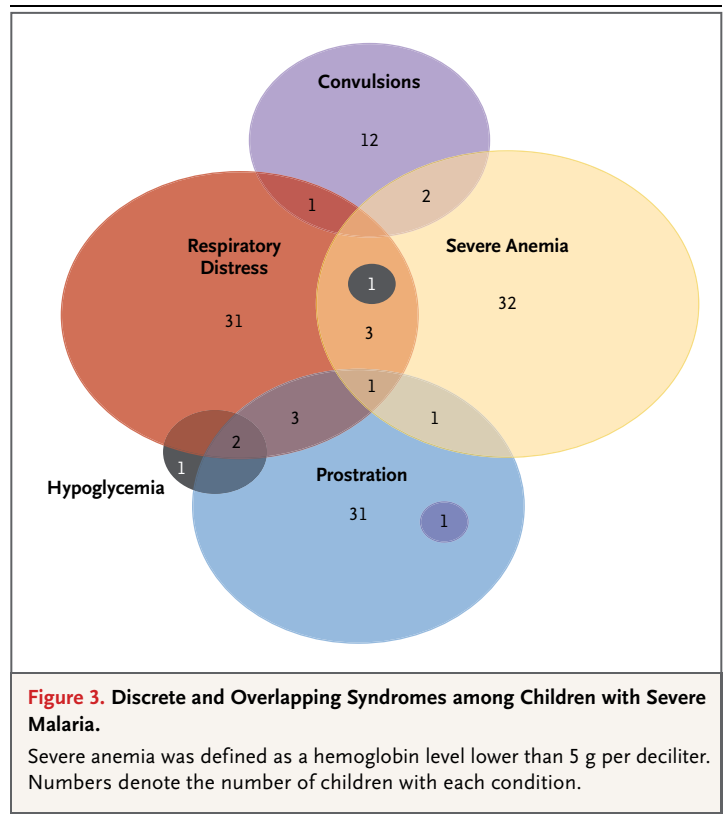 Convulsions
12
1
2
Respiratory
Distress
Severe Anemia
1
31
32
3
1
3
1
2
1
Hypoglycemia
Prostration
31
1
Figure 3. Discrete and Overlapping Syndromes among Children with Severe
Malaria.
Severe anemia was defined as a hemoglobin level lower than 5 g per deciliter.
Numbers denote the number of children with each condition.